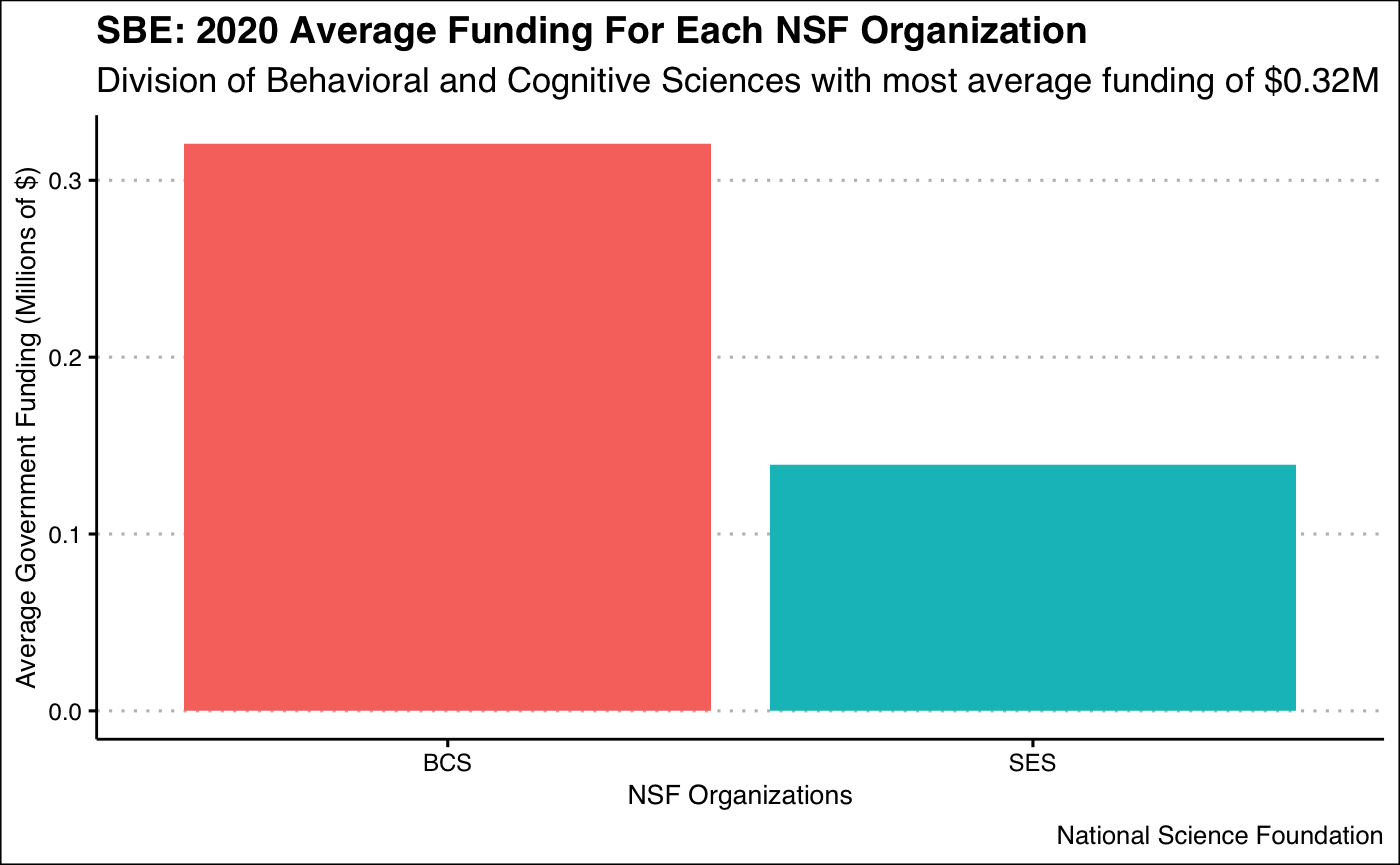 SBE: 2020 Average Funding For Each NSF Organization
Division of Behavioral and Cognitive Sciences with most average funding of $0.32M
Average Government Funding (Millions of $)
0.3
0.2
0.1
0.0
BCS
SES
NSF Organizations
National Science Foundation